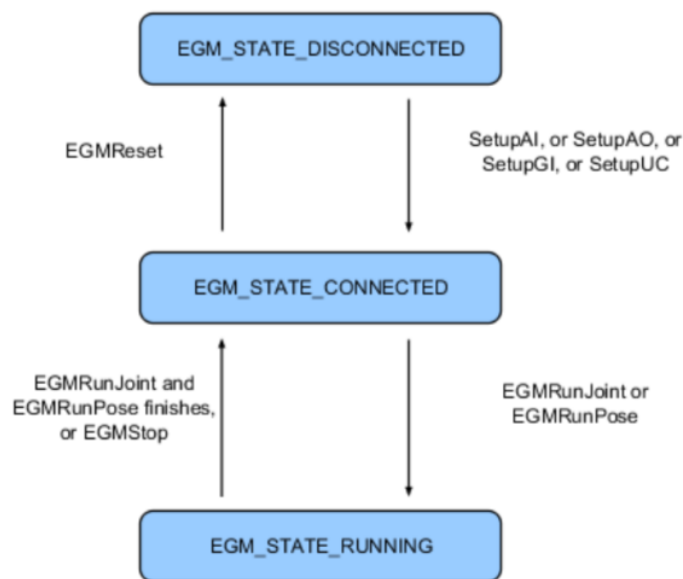 EGM_STATE_DISCONNECTED
EGMReset
SetupAI, or SetupAO, or
SetupGI, or SetupUC
EGM_STATE_CONNECTED
EGMRunJoint and
EGMRunPose finishes,
or EGMStop
EGMRunJoint or
EGMRunPose
EGM_STATE_RUNNING